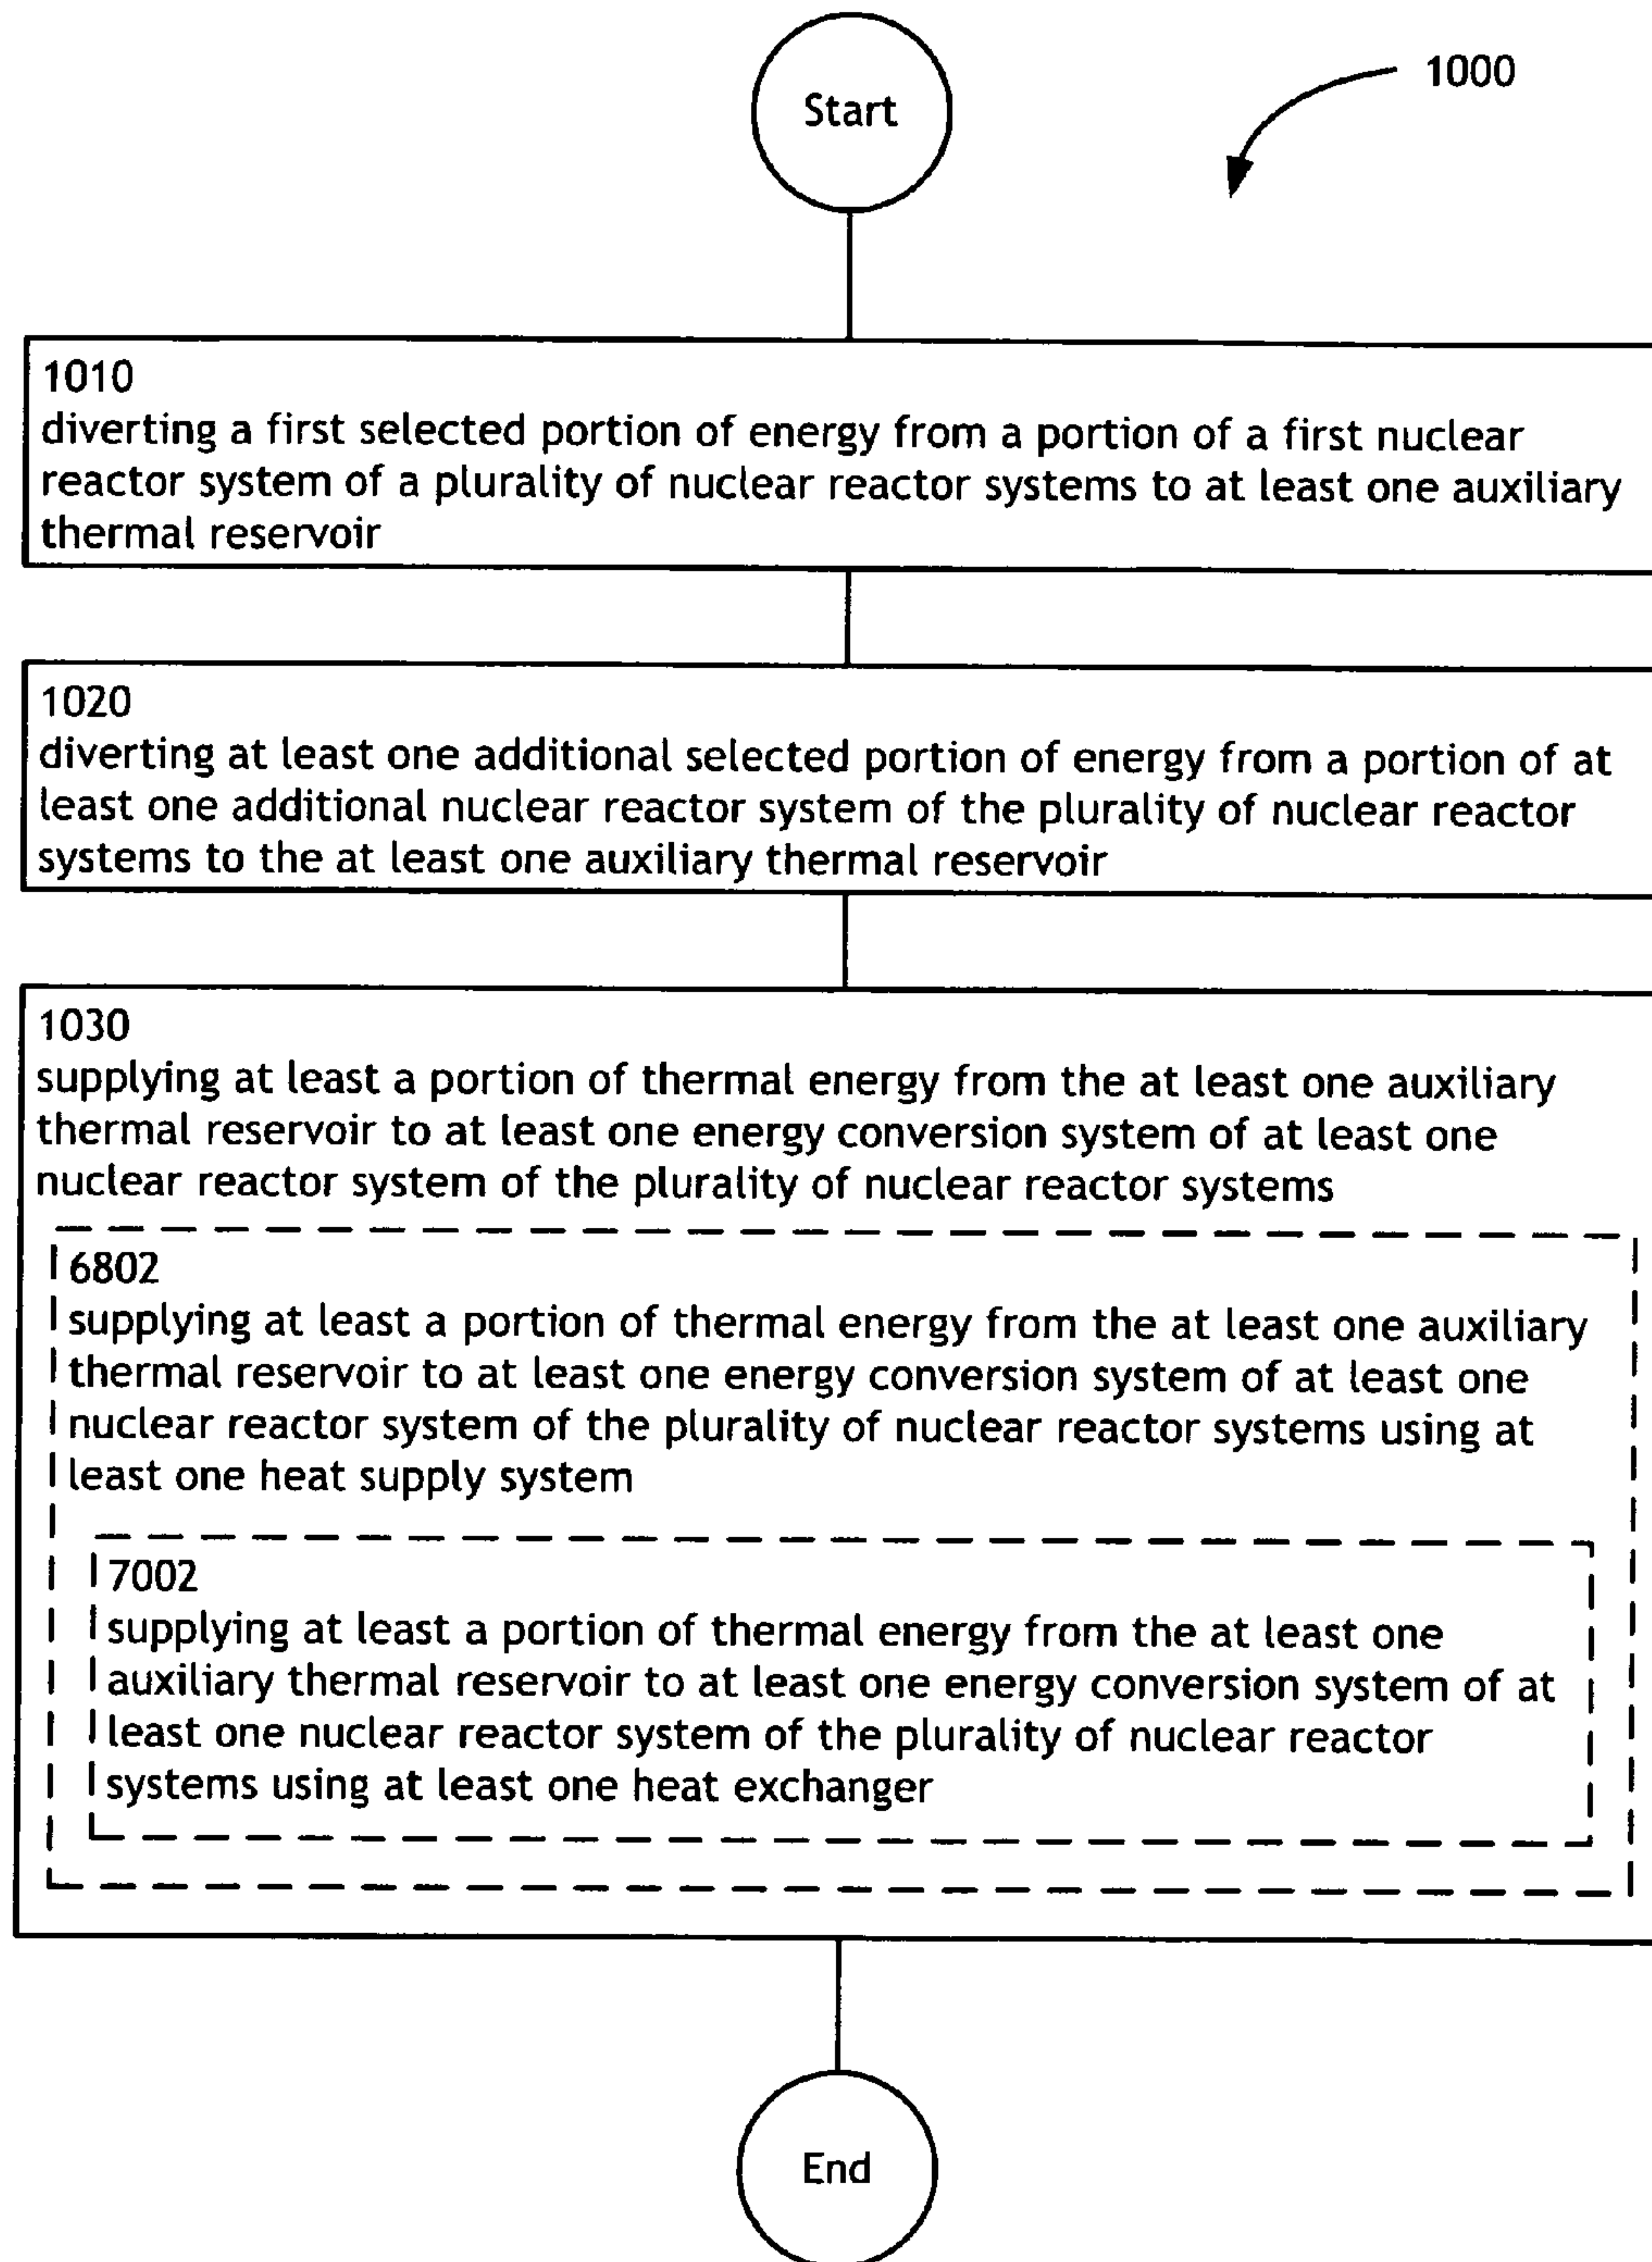 Start
1000
1010
diverting a first selected portion of energy from a portion of a first nuclear
reactor system of a plurality of nuclear reactor systems to at least one auxiliary
thermal reservoir
1020
diverting at least one additional selected portion of energy from a portion of at
least one additional nuclear reactor system of the plurality of nuclear reactor
systems to the at least one auxiliary thermal reservoir
1030
supplying at least a portion of thermal energy from the at least one auxiliary
thermal reservoir to at least one energy conversion system of at least one
nuclear reactor system of the plurality of nuclear reactor systems
6802
supplying at least a portion of thermal energy from the at least one auxiliary
thermal reservoir to at least one energy conversion system of at least one
nuclear reactor system of the plurality of nuclear reactor systems using at
least one heat supply system
7002
supplying at least a portion of thermal energy from the at least one
auxiliary thermal reservoir to at least one energy conversion system of at
least one nuclear reactor system of the plurality of nuclear reactor
systems using at least one heat exchanger
End